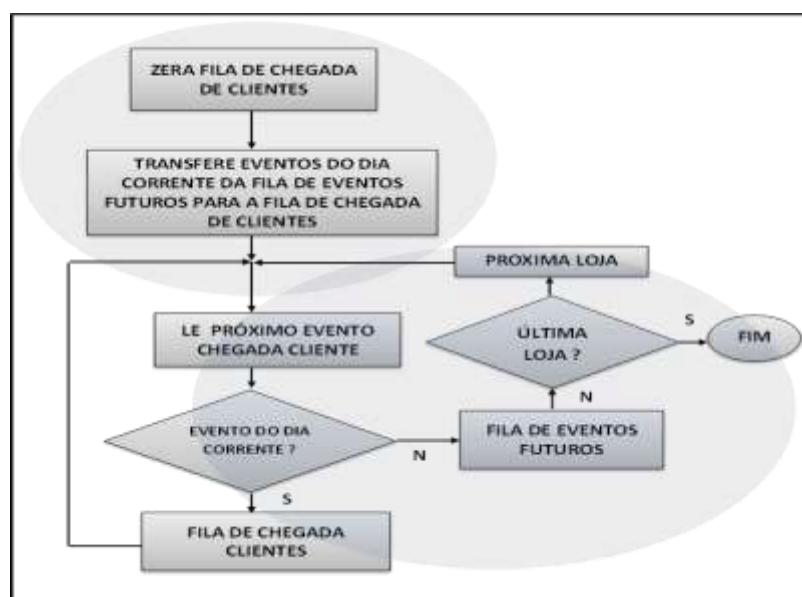 ZERA FILA DE CHEGADA
DE CLIENTES
TRANSFERE EVENTOS DO DIA
CORRENTE DA FILA DE EVENTOS
FUTUROS PARA A FILA DE CHEGADA
DE CLIENTES
PROXIMA LOJA
LE PRÓXIMO EVENTO
CHEGADA CLIENTE
ÚLTIMA
LOJA ?
S
FIM
N
EVENTO DO DIA
CORRENTE ?
N
FILA DE EVENTOS
FUTUROS
S
FILA DE CHEGADA
CLIENTES